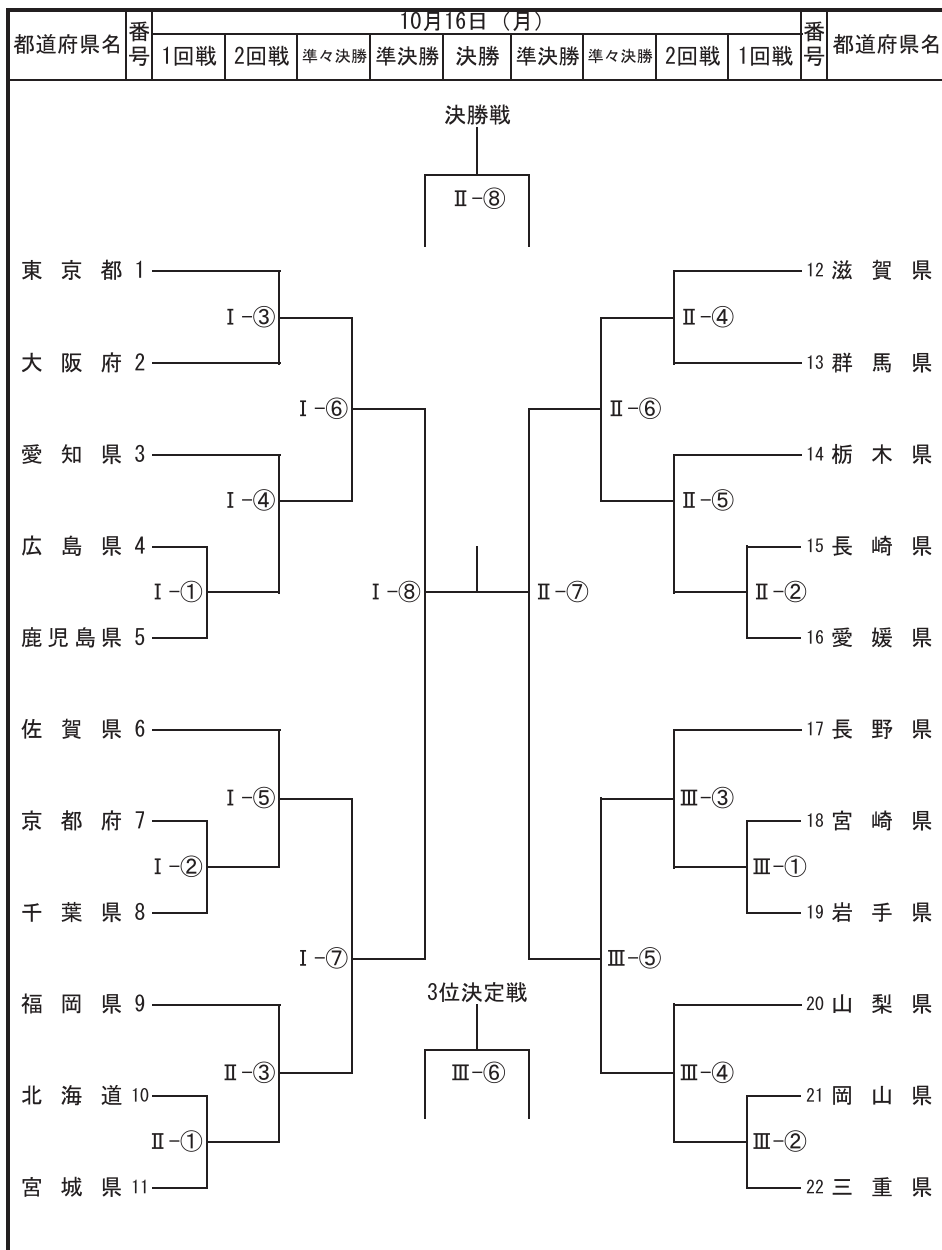 都道府県名 番号 10月16日（月） 番号 都道府県名
1回戦 2回戦 準々決勝 準決勝 決勝 準決勝 準々決勝 2回戦 1回戦
決勝戦
Ⅱ-⑧
東京都 1 12 滋賀県
Ⅰ-③ Ⅱ-④
大阪府 2 13 群馬県
Ⅰ-⑥ Ⅱ-⑥
愛知県 3 14 栃木県
Ⅰ-④ Ⅱ-⑤
広島県 4 15 長崎県
Ⅰ-① Ⅰ-⑧ Ⅱ-⑦ Ⅱ-②
鹿児島県 5 16 愛媛県
佐賀県 6 17 長野県
Ⅰ-⑤ Ⅲ-③
京都府 7 18 宮崎県
Ⅰ-② Ⅲ-①
千葉県 8 19 岩手県
Ⅰ-⑦ Ⅲ-⑤
3位決定戦
福岡県 9 20 山梨県
Ⅱ-③ Ⅲ-⑥ Ⅲ-④
北海道 10 21 岡山県
Ⅱ-① Ⅲ-②
宮城県 11 22 三重県